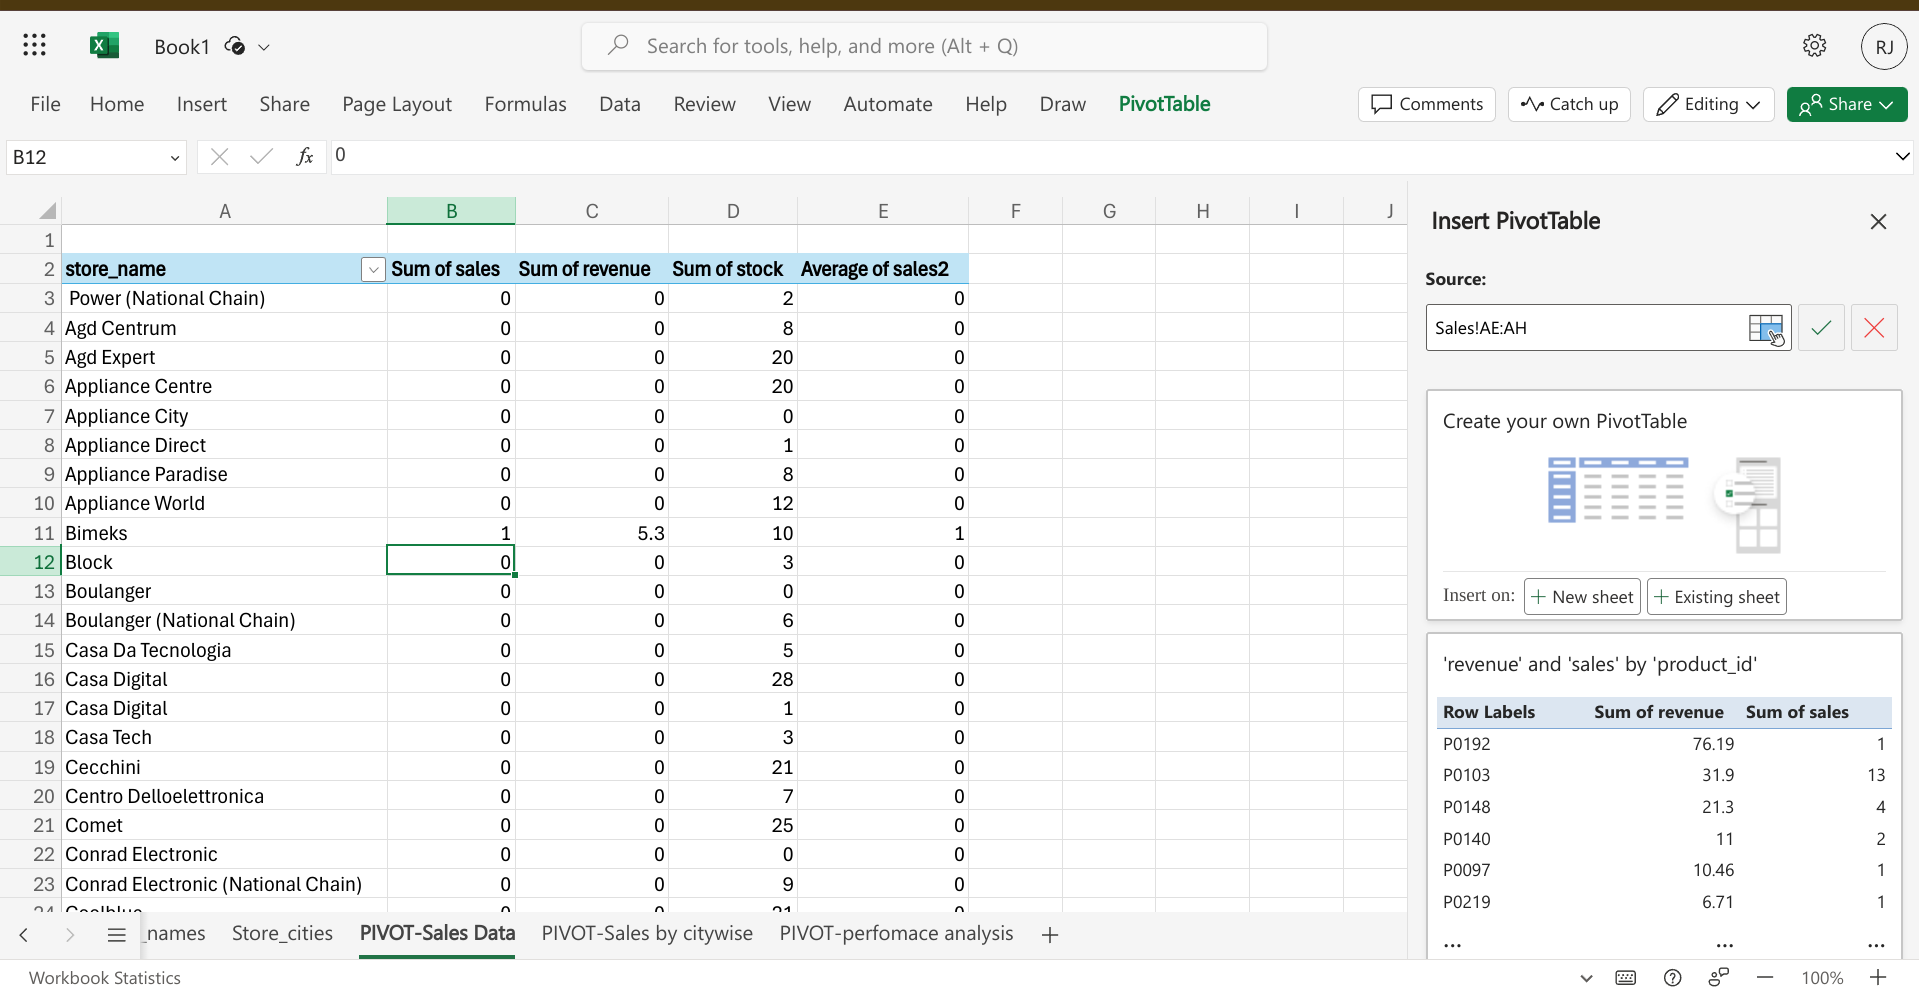 Book1
Search for tools, help, and more (Alt + Q)
RJ
File Home Insert Share Page Layout Formulas Data Review View Automate Help Draw PivotTable
Comments Catch up Editing Share
B12 fx 0
A B C D E F G H I J
1
2 store_name Sum of sales Sum of revenue Sum of stock Average of sales2
3 Power (National Chain) 0 0 2 0
4 Agd Centrum 0 0 8 0
5 Agd Expert 0 0 20 0
6 Appliance Centre 0 0 20 0
7 Appliance City 0 0 0 0
8 Appliance Direct 0 0 1 0
9 Appliance Paradise 0 0 8 0
10 Appliance World 0 0 12 0
11 Bimeks 1 5.3 10 1
12 Block 0 0 3 0
13 Boulanger 0 0 0 0
14 Boulanger (National Chain) 0 0 6 0
15 Casa Da Tecnologia 0 0 5 0
16 Casa Digital 0 0 28 0
17 Casa Digital 0 0 1 0
18 Casa Tech 0 0 3 0
19 Cecchini 0 0 21 0
20 Centro Delloelettronica 0 0 7 0
21 Comet 0 0 25 0
22 Conrad Electronic 0 0 0 0
23 Conrad Electronic (National Chain) 0 0 9 0
24 Coolblue 0 0 21 0
Insert PivotTable
Source:
Sales!AE:AH
Create your own PivotTable
Insert on: + New sheet + Existing sheet
'revenue' and 'sales' by 'product_id'
Row Labels Sum of revenue Sum of sales
P0192 76.19 1
P0103 31.9 13
P0148 21.3 4
P0140 11 2
P0097 10.46 1
P0219 6.71 1
... ... ...
_names Store_cities PIVOT-Sales Data PIVOT-Sales by citywise PIVOT-perfomace analysis +
Workbook Statistics
100%